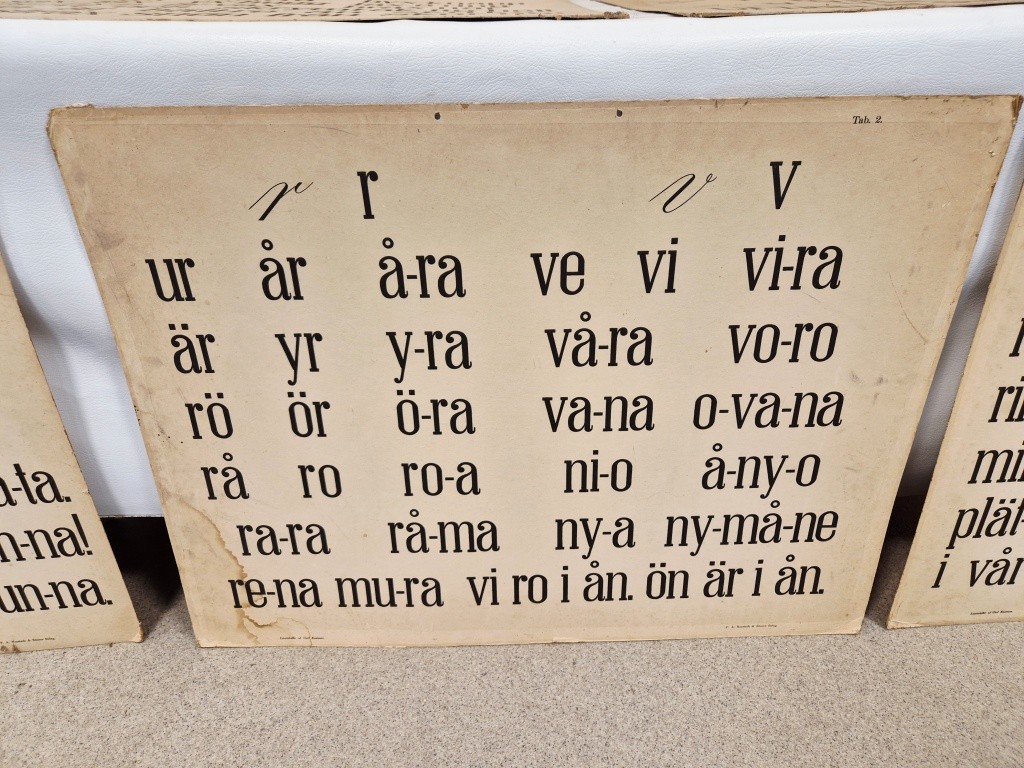 Tab. 2.
r r v v
ur år å-ra ve vi vi-ra
är yr y-ra vå-ra vo-ro
rö ör ö-ra va-na o-va-na
rå ro ro-a ni-o å-ny-o
ra-ra rå-ma ny-a ny-må-ne
re-na mu-ra vi ro i ån. ön är i ån.